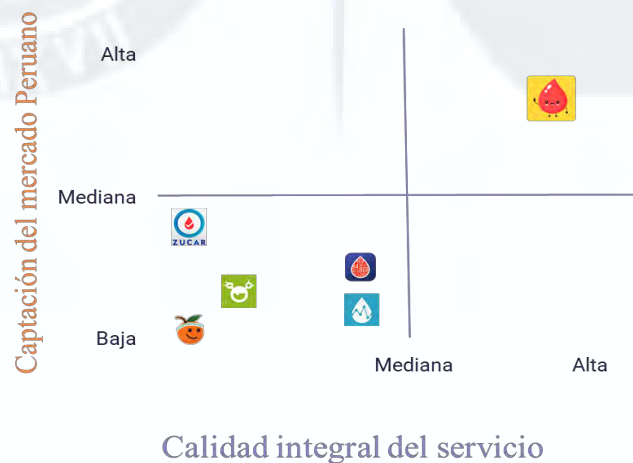 Captación del mercado Peruano
Alta
Mediana
ZUCAR
Baja
Mediana Alta
Calidad integral del servicio